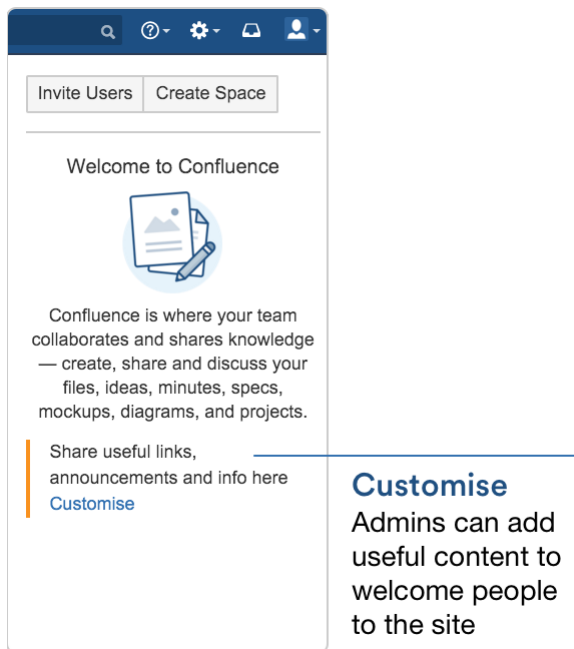 Invite Users
Create Space
Welcome to Confluence
Confluence is where your team
collaborates and shares knowledge
— create, share and discuss your
files, ideas, minutes, specs,
mockups, diagrams, and projects.
Share useful links,
announcements and info here
Customise
Customise
Admins can add
useful content to
welcome people
to the site